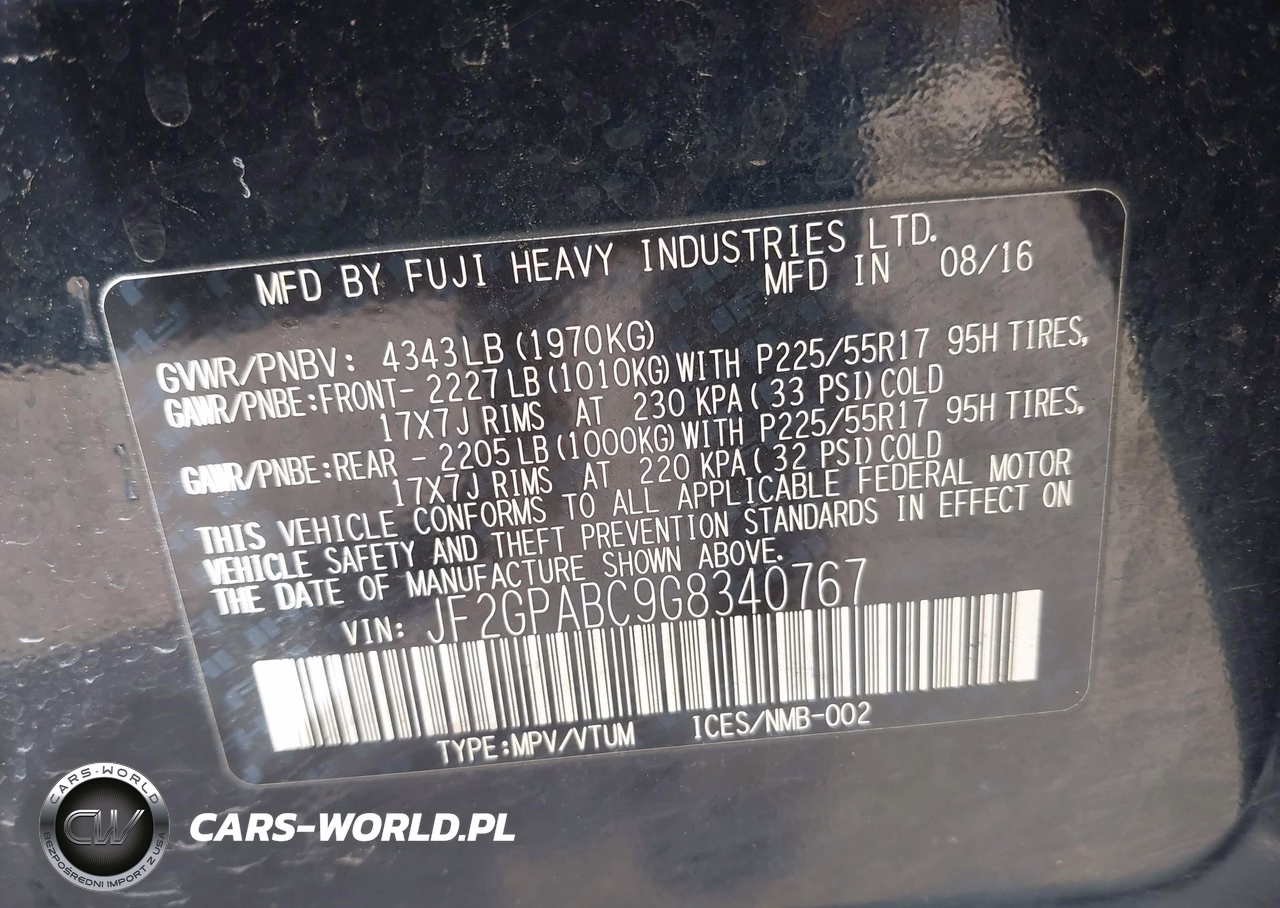 MFD BY FUJI HEAVY INDUSTRIES LTD.
MFD IN 08/16
GVWR/PNBV: 4343LB (1970KG)
GAWR/PNBE:FRONT- 2227LB(1010KG)WITH P225/55R17 95H TIRES,
17X7J RIMS AT 230 KPA( 33 PSI)COLD
GAWR/PNBE:REAR - 2205LB(1000KG)WITH P225/55R17 95H TIRES,
17X7J RIMS AT 220 KPA( 32 PSI)COLD
THIS VEHICLE CONFORMS TO ALL APPLICABLE FEDERAL MOTOR
VEHICLE SAFETY AND THEFT PREVENTION STANDARDS IN EFFECT ON
THE DATE OF MANUFACTURE SHOWN ABOVE.
VIN: JF2GPABC9G8340767
TYPE:MPV/VTUM ICES/NMB-002
CARS-WORLD
CW
BEZPOŚREDNI IMPORT Z USA
CARS-WORLD.PL